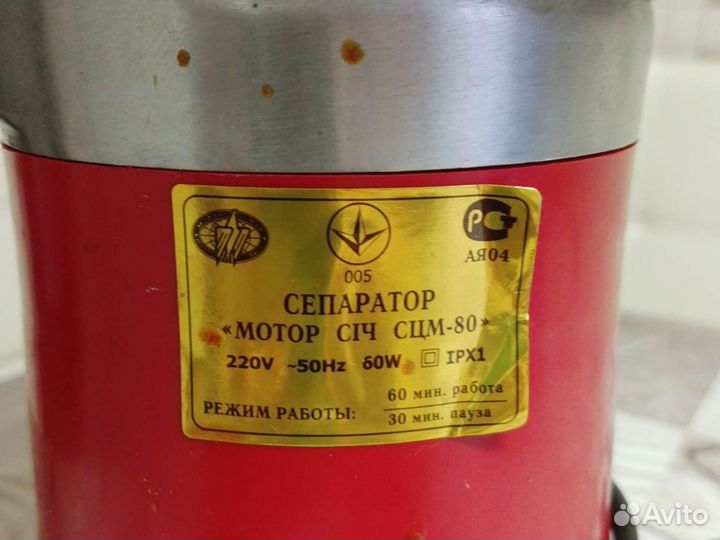 РСТ
005
АЯ04
СЕПАРАТОР
«МОТОР СІЧ СЦМ-80»
220V ~50Hz 60W IPX1
РЕЖИМ РАБОТЫ: 60 мин. работа
30 мин. пауза
Avito